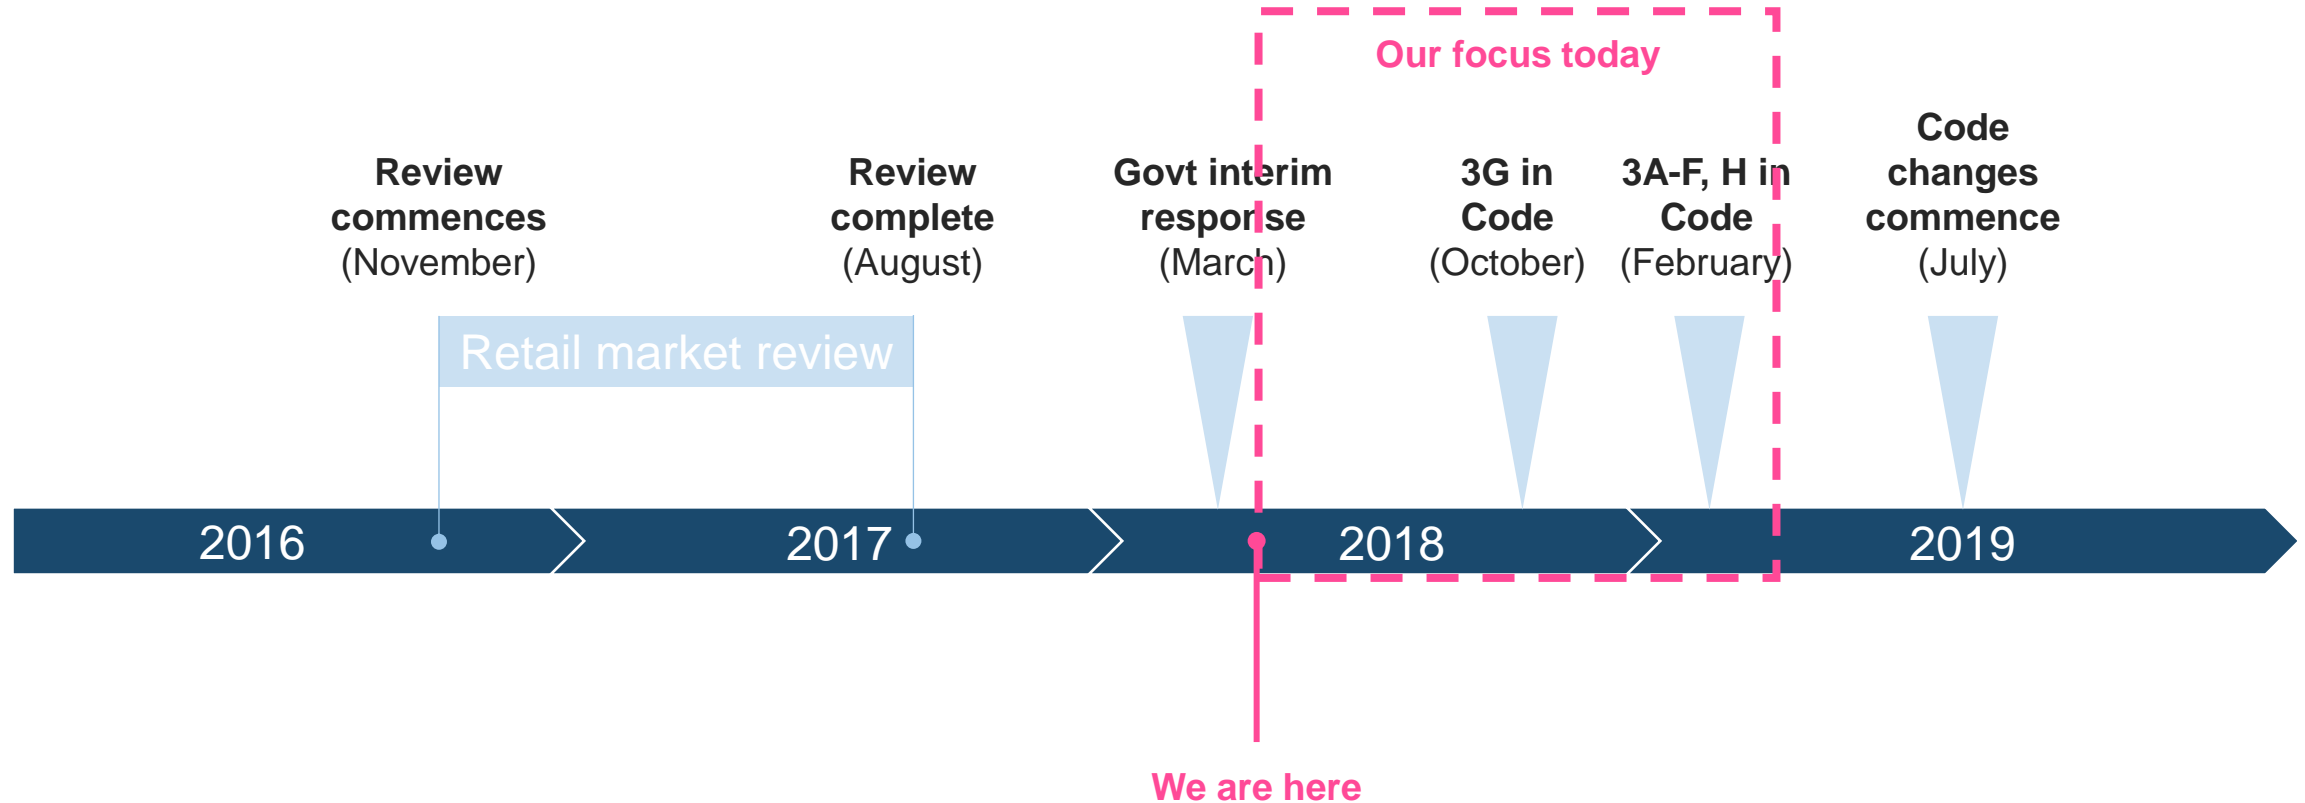 Our focus today
Review
commences
(November)
Review
complete
(August)
Govt interim
response
(March)
3G in
Code
(October)
3A-F, H in
Code
(February)
Code
changes
commence
(July)
Retail market review
2016
2017
2018
2019
We are here